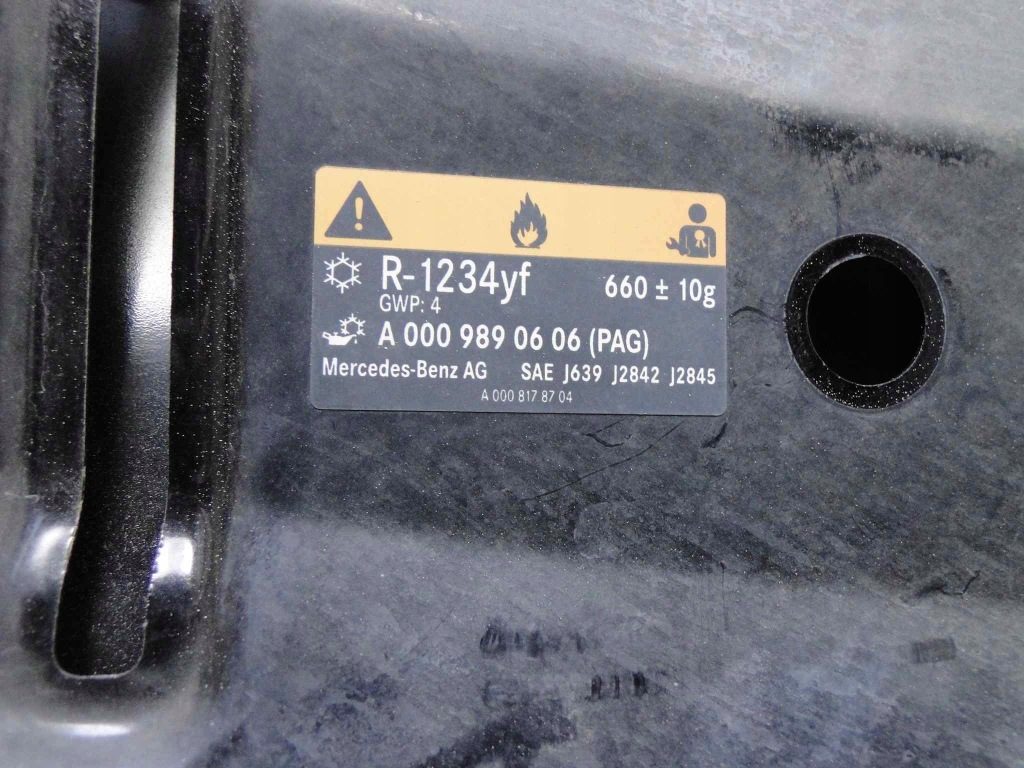 R-1234yf 660 ± 10g
GWP: 4
A 000 989 06 06 (PAG)
Mercedes-Benz AG SAE J639 J2842 J2845
A 000 817 87 04